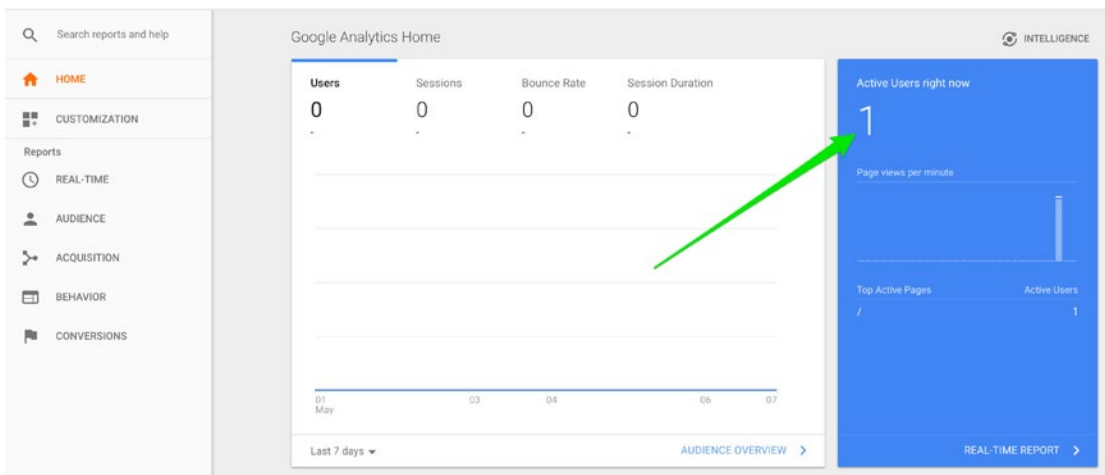 Search reports and help
HOME
CUSTOMIZATION
Reports
REAL-TIME
AUDIENCE
ACQUISITION
BEHAVIOR
CONVERSIONS
Google Analytics Home
INTELLIGENCE
Users Sessions Bounce Rate Session Duration
0 0 0 0
- - - -
01 03 04 06 07
May
Last 7 days
AUDIENCE OVERVIEW >
Active Users right now
1
Page views per minute
Top Active Pages Active Users
/ 1
REAL-TIME REPORT >